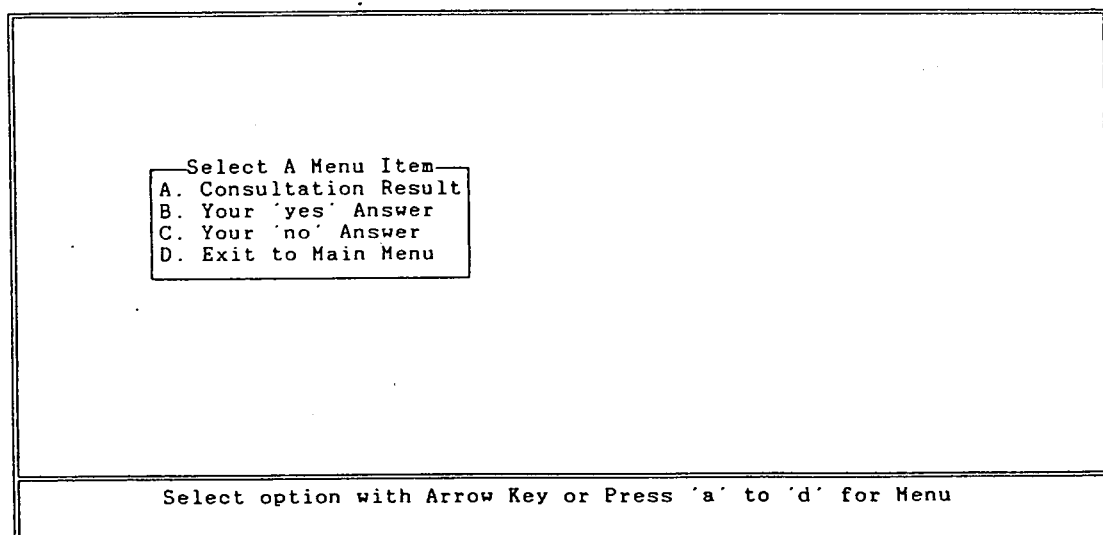 Select A Menu Item
A. Consultation Result
B. Your 'yes' Answer
C. Your 'no' Answer
D. Exit to Main Menu
Select option with Arrow Key or Press 'a' to 'd' for Menu